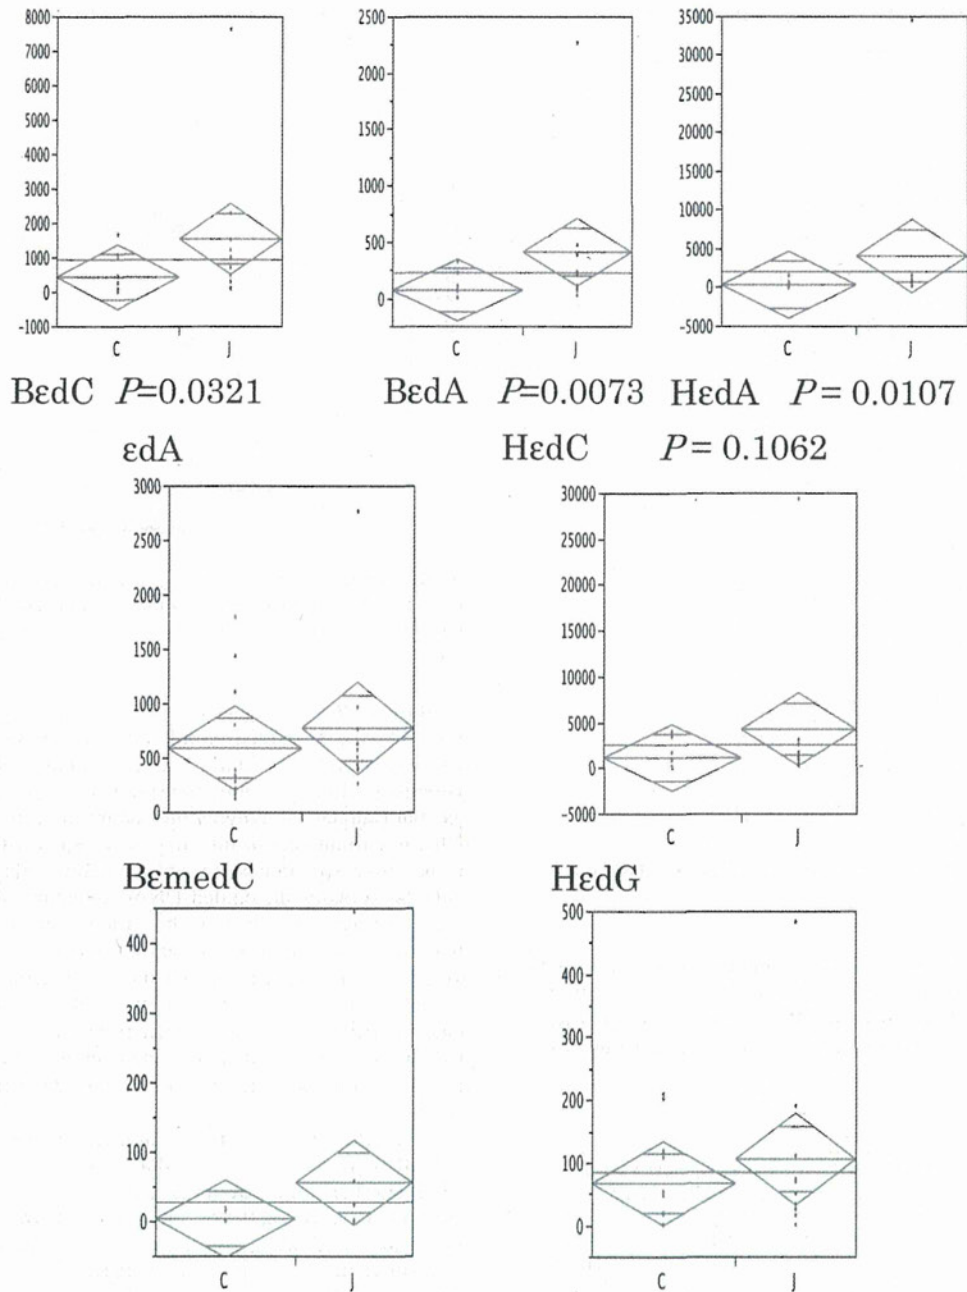 8000 2500 35000
7000 2000 30000
6000 25000
5000 1500 20000
4000 15000
3000 1000 10000
2000 500 5000
1000 0
0 0
-1000 -5000
C J C J C J
BεdC P=0.0321 BεdA P=0.0073 HεdA P = 0.0107
εdA HεdC P = 0.1062
3000 30000
2500 25000
2000 20000
1500 15000
1000 10000
500 5000
0 0
-5000
C J C J
BεmedC HεdG
400 500
300 400
200 300
100 200
0 100
0
C J C J